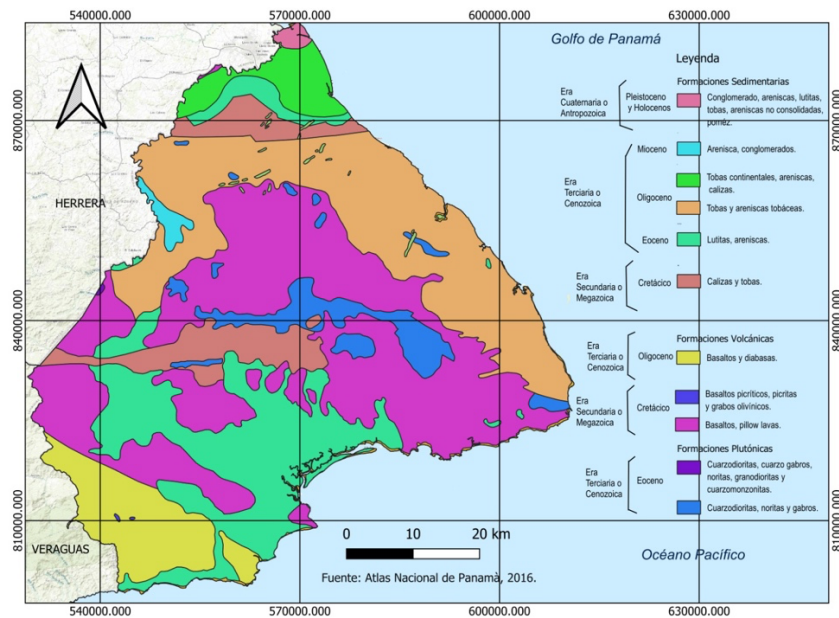 540000.000 570000.000 600000.000 630000.000
Golfo de Panamá
Leyenda
Formaciones Sedimentarias
Era
Cuaternaria o
Antropozoica
Pleistoceno
y Holocenos
Conglomerado, areniscas, lutitas,
tobas, areniscas no consolidadas,
poméz.
870000.000 870000.000
Mioceno
Arenisca, conglomerados.
Era
Terciaria o
Cenozoica
Oligoceno
Tobas continentales, areniscas,
calizas.
HERRERA
Tobas y areniscas tobáceas.
Eoceno
Lutitas, areniscas.
Era
Secundaria o
Megazoica
Cretácico
Calizas y tobas.
840000.000 840000.000
Formaciones Volcánicas
Era
Terciaria o
Cenozoica
Oligoceno
Basaltos y diabasas.
Era
Secundaria o
Megazoica
Cretácico
Basaltos picríticos, picritas
y grabos olivínicos.
Basaltos, pillow lavas.
Formaciones Plutónicas
Era
Terciaria o
Cenozoica
Eoceno
Cuarzodioritas, cuarzo gabros,
noritas, granodioritas y
cuarzomonzonitas.
Cuarzodioritas, noritas y gabros.
810000.000 810000.000
VERAGUAS
0 10 20 km
Océano Pacífico
Fuente: Atlas Nacional de Panamà, 2016.
540000.000 570000.000 600000.000 630000.000